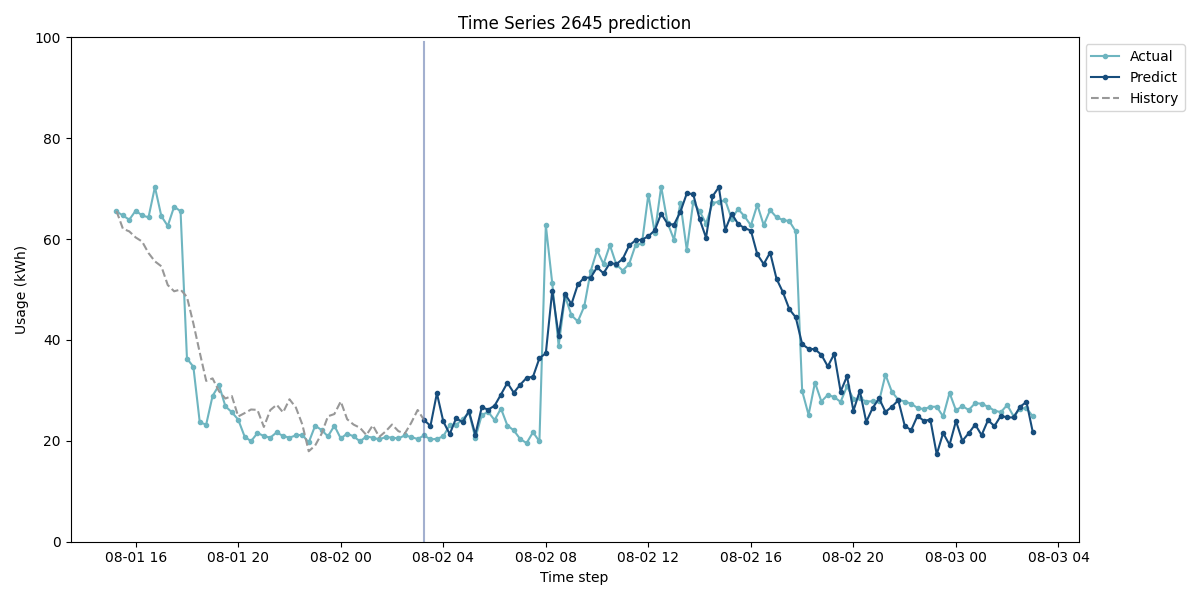 Time Series 2645 prediction
100
80
60
40
20
0
Usage (kWh)
08-01 16
08-01 20
08-02 00
08-02 04
08-02 08
08-02 12
08-02 16
08-02 20
08-03 00
08-03 04
Time step
Actual
Predict
History